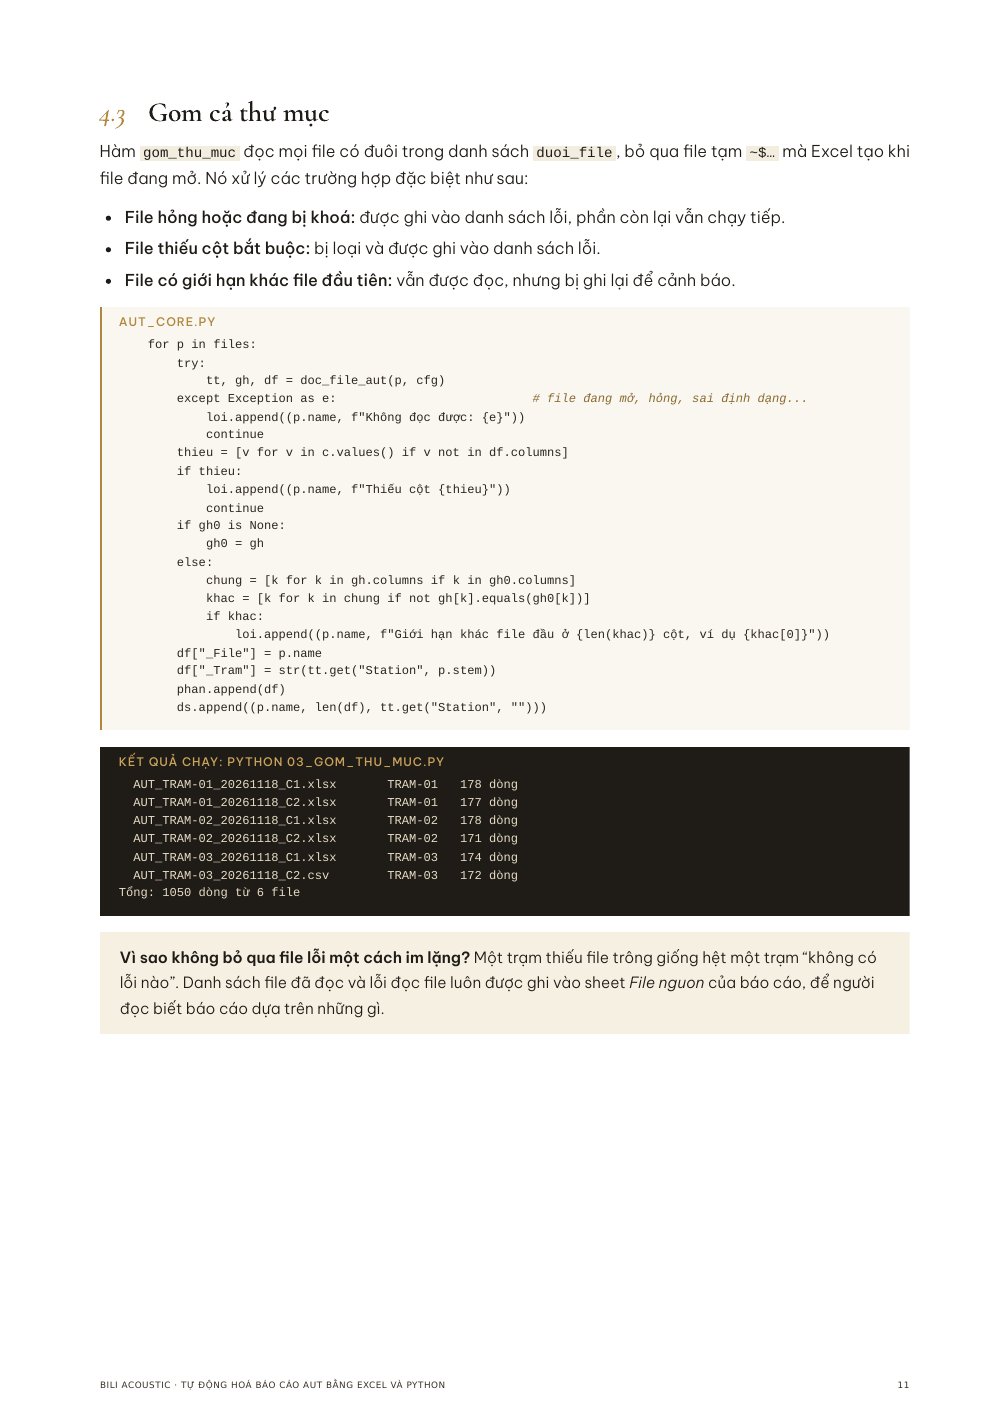 4.3 Gom cả thư mục
Hàm gom_thu_muc đọc mọi file có đuôi trong danh sách duoi_file, bỏ qua file tạm ~$… mà Excel tạo khi
file đang mở. Nó xử lý các trường hợp đặc biệt như sau:
• File hỏng hoặc đang bị khoá: được ghi vào danh sách lỗi, phần còn lại vẫn chạy tiếp.
• File thiếu cột bắt buộc: bị loại và được ghi vào danh sách lỗi.
• File có giới hạn khác file đầu tiên: vẫn được đọc, nhưng bị ghi lại để cảnh báo.
AUT_CORE.PY
    for p in files:
        try:
            tt, gh, df = doc_file_aut(p, cfg)
        except Exception as e:                           # file đang mở, hỏng, sai định dạng...
            loi.append((p.name, f"Không đọc được: {e}"))
            continue
        thieu = [v for v in c.values() if v not in df.columns]
        if thieu:
            loi.append((p.name, f"Thiếu cột {thieu}"))
            continue
        if gh0 is None:
            gh0 = gh
        else:
            chung = [k for k in gh.columns if k in gh0.columns]
            khac = [k for k in chung if not gh[k].equals(gh0[k])]
            if khac:
                loi.append((p.name, f"Giới hạn khác file đầu ở {len(khac)} cột, ví dụ {khac[0]}"))
        df["_File"] = p.name
        df["_Tram"] = str(tt.get("Station", p.stem))
        phan.append(df)
        ds.append((p.name, len(df), tt.get("Station", "")))
KẾT QUẢ CHẠY: PYTHON 03_GOM_THU_MUC.PY
  AUT_TRAM-01_20261118_C1.xlsx       TRAM-01   178 dòng
  AUT_TRAM-01_20261118_C2.xlsx       TRAM-01   177 dòng
  AUT_TRAM-02_20261118_C1.xlsx       TRAM-02   178 dòng
  AUT_TRAM-02_20261118_C2.xlsx       TRAM-02   171 dòng
  AUT_TRAM-03_20261118_C1.xlsx       TRAM-03   174 dòng
  AUT_TRAM-03_20261118_C2.csv        TRAM-03   172 dòng
Tổng: 1050 dòng từ 6 file
Vì sao không bỏ qua file lỗi một cách im lặng? Một trạm thiếu file trông giống hệt một trạm “không có
lỗi nào”. Danh sách file đã đọc và lỗi đọc file luôn được ghi vào sheet File nguon của báo cáo, để người
đọc biết báo cáo dựa trên những gì.
BILI ACOUSTIC · TỰ ĐỘNG HOÁ BÁO CÁO AUT BẰNG EXCEL VÀ PYTHON 11